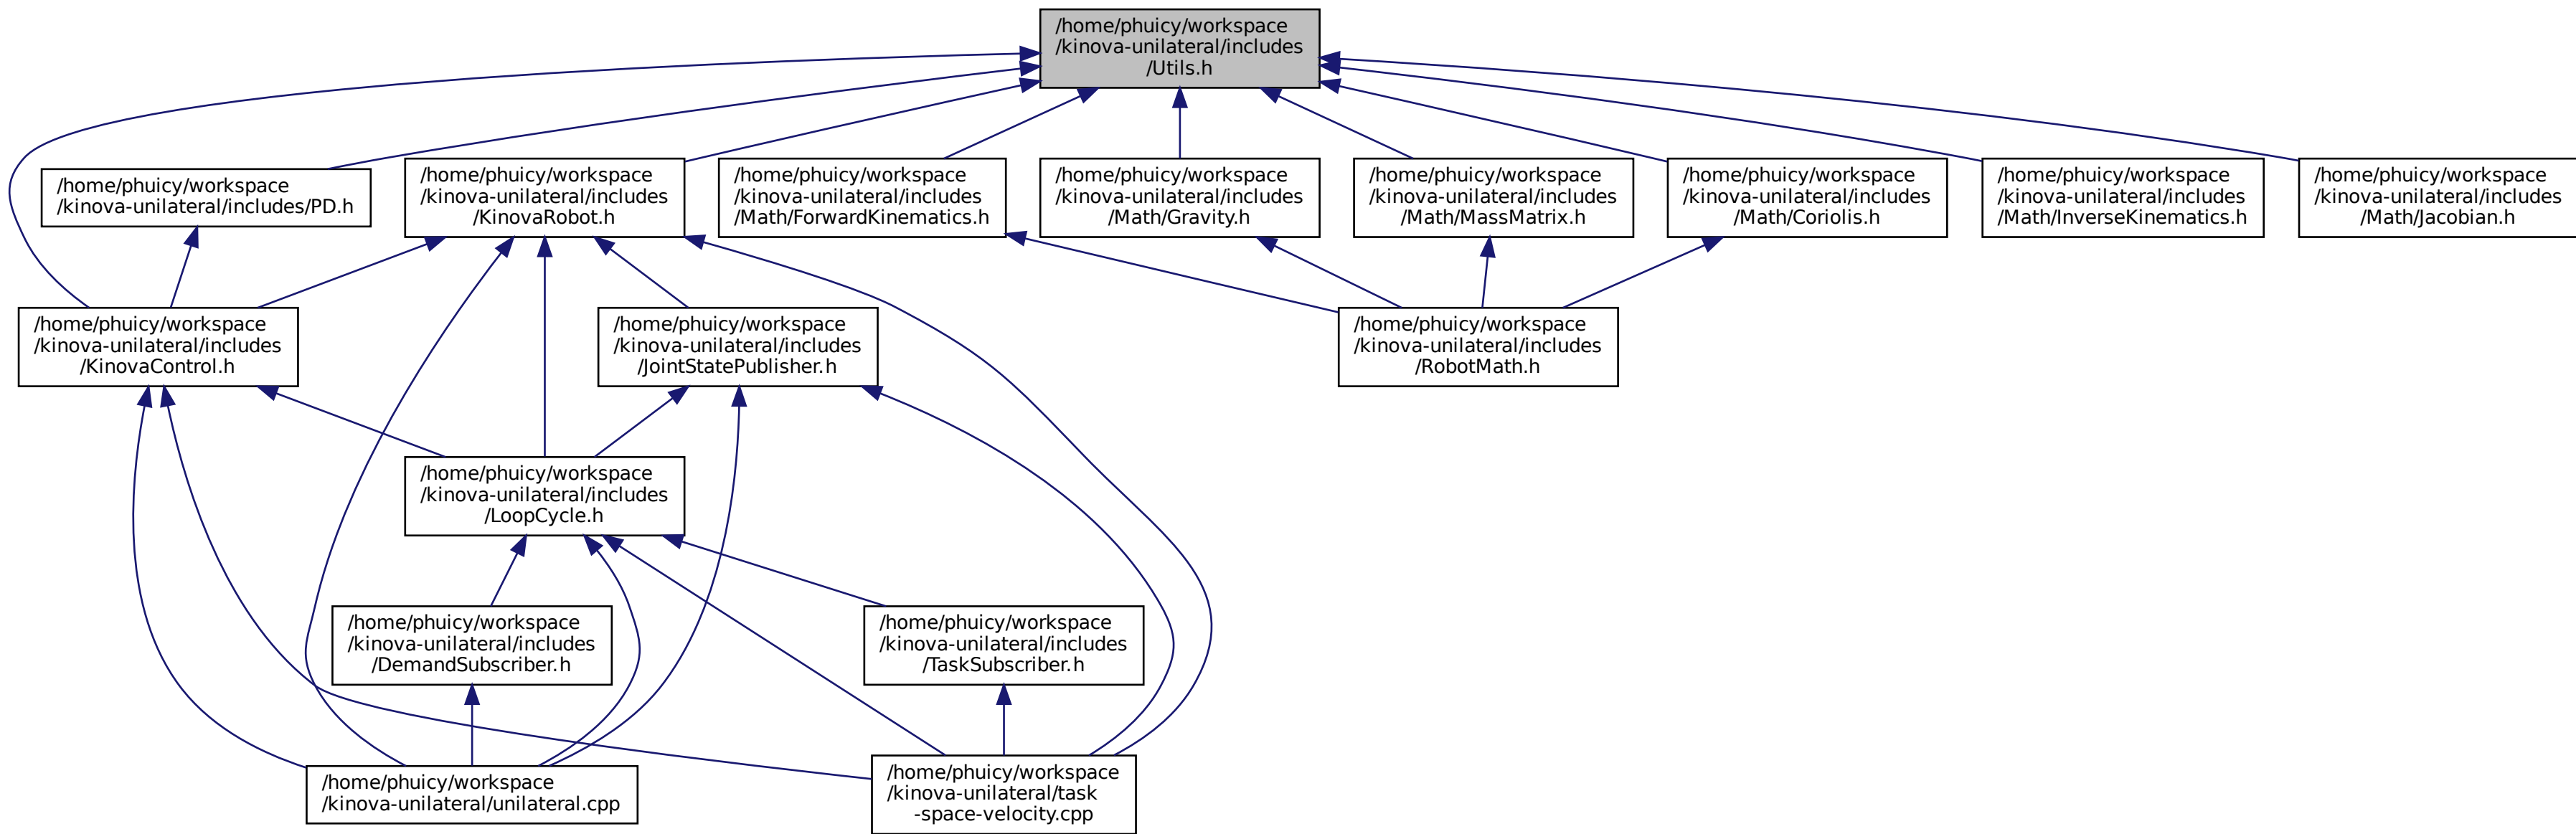 /home/phuicy/workspace
/kinova-unilateral/includes
/Utils.h
/home/phuicy/workspace
/kinova-unilateral/includes/PD.h
/home/phuicy/workspace
/kinova-unilateral/includes
/KinovaRobot.h
/home/phuicy/workspace
/kinova-unilateral/includes
/Math/ForwardKinematics.h
/home/phuicy/workspace
/kinova-unilateral/includes
/Math/Gravity.h
/home/phuicy/workspace
/kinova-unilateral/includes
/Math/MassMatrix.h
/home/phuicy/workspace
/kinova-unilateral/includes
/Math/Coriolis.h
/home/phuicy/workspace
/kinova-unilateral/includes
/Math/InverseKinematics.h
/home/phuicy/workspace
/kinova-unilateral/includes
/Math/Jacobian.h
/home/phuicy/workspace
/kinova-unilateral/includes
/KinovaControl.h
/home/phuicy/workspace
/kinova-unilateral/includes
/JointStatePublisher.h
/home/phuicy/workspace
/kinova-unilateral/includes
/RobotMath.h
/home/phuicy/workspace
/kinova-unilateral/includes
/LoopCycle.h
/home/phuicy/workspace
/kinova-unilateral/includes
/DemandSubscriber.h
/home/phuicy/workspace
/kinova-unilateral/includes
/TaskSubscriber.h
/home/phuicy/workspace
/kinova-unilateral/unilateral.cpp
/home/phuicy/workspace
/kinova-unilateral/task
-space-velocity.cpp